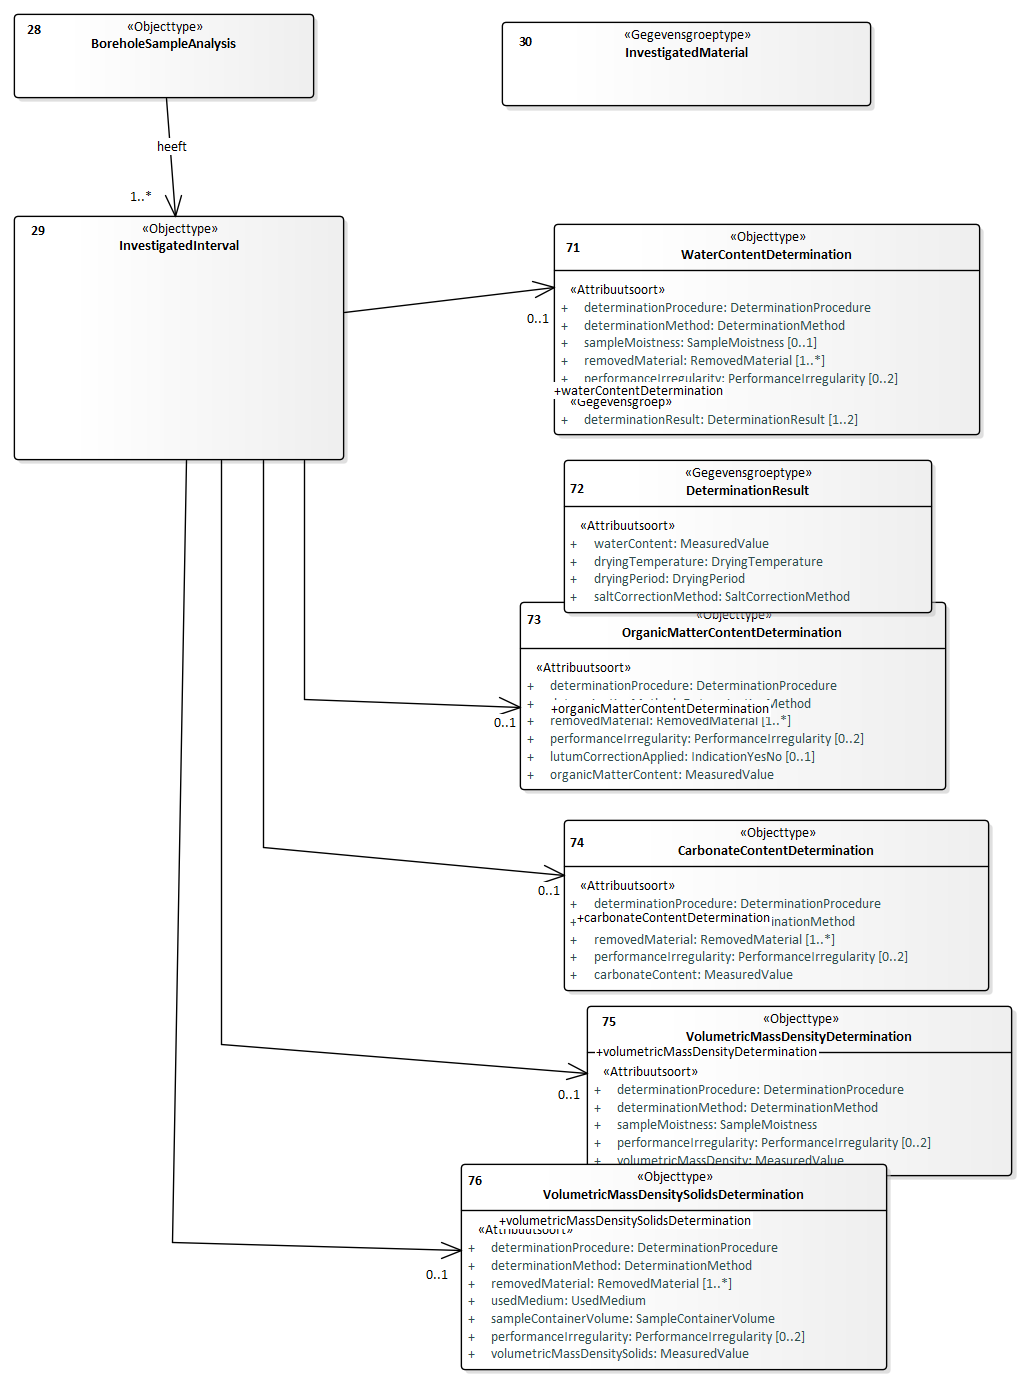 28
«Objecttype»
BoreholeSampleAnalysis
30
«Gegevensgroeptype»
InvestigatedMaterial
heeft
1..*
29
«Objecttype»
InvestigatedInterval
71
«Objecttype»
WaterContentDetermination
«Attribuutsoort»
+ determinationProcedure: DeterminationProcedure
+ determinationMethod: DeterminationMethod
+ sampleMoistness: SampleMoistness [0..1]
+ removedMaterial: RemovedMaterial [1..*]
+ performanceIrregularity: PerformanceIrregularity [0..2]
+waterContentDetermination
«Gegevensgroep»
+ determinationResult: DeterminationResult [1..2]
0..1
72
«Gegevensgroeptype»
DeterminationResult
«Attribuutsoort»
+ waterContent: MeasuredValue
+ dryingTemperature: DryingTemperature
+ dryingPeriod: DryingPeriod
+ saltCorrectionMethod: SaltCorrectionMethod
73
«Objecttype»
OrganicMatterContentDetermination
«Attribuutsoort»
+ determinationProcedure: DeterminationProcedure
+organicMatterContentDetermination
+ removedMaterial: RemovedMaterial [1..*]
+ performanceIrregularity: PerformanceIrregularity [0..2]
+ lutumCorrectionApplied: IndicationYesNo [0..1]
+ organicMatterContent: MeasuredValue
0..1
74
«Objecttype»
CarbonateContentDetermination
«Attribuutsoort»
+ determinationProcedure: DeterminationProcedure
+carbonateContentDetermination
+ removedMaterial: RemovedMaterial [1..*]
+ performanceIrregularity: PerformanceIrregularity [0..2]
+ carbonateContent: MeasuredValue
0..1
75
«Objecttype»
VolumetricMassDensityDetermination
+volumetricMassDensityDetermination
«Attribuutsoort»
+ determinationProcedure: DeterminationProcedure
+ determinationMethod: DeterminationMethod
+ sampleMoistness: SampleMoistness
+ performanceIrregularity: PerformanceIrregularity [0..2]
+ volumetricMassDensity: MeasuredValue
0..1
76
«Objecttype»
VolumetricMassDensitySolidsDetermination
+volumetricMassDensitySolidsDetermination
«Attribuutsoort»
+ determinationProcedure: DeterminationProcedure
+ determinationMethod: DeterminationMethod
+ removedMaterial: RemovedMaterial [1..*]
+ usedMedium: UsedMedium
+ sampleContainerVolume: SampleContainerVolume
+ performanceIrregularity: PerformanceIrregularity [0..2]
+ volumetricMassDensitySolids: MeasuredValue
0..1